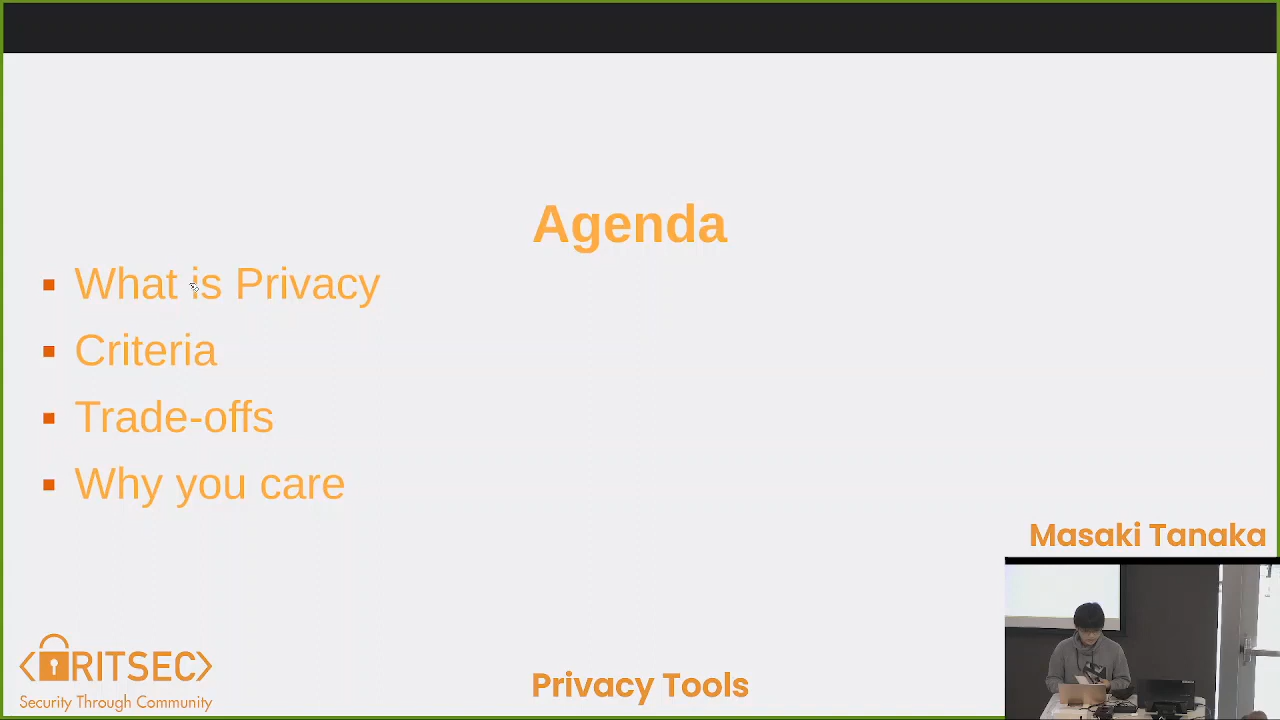 Agenda
What is Privacy
Criteria
Trade-offs
Why you care
Masaki Tanaka
RITSEC
Security Through Community
Privacy Tools